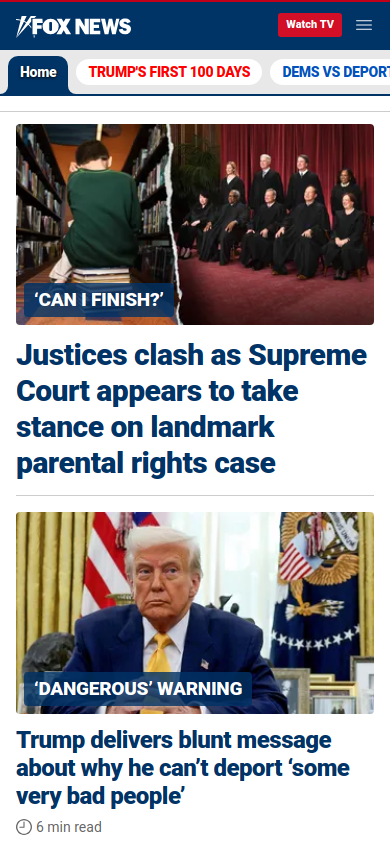 FOX NEWS
Watch TV
Home
TRUMP'S FIRST 100 DAYS
DEMS VS DEPORT
‘CAN I FINISH?’
Justices clash as Supreme
Court appears to take
stance on landmark
parental rights case
‘DANGEROUS’ WARNING
Trump delivers blunt message
about why he can’t deport ‘some
very bad people’
6 min read